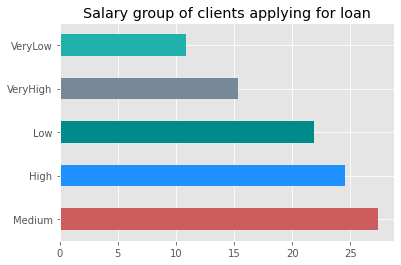 Salary group of clients applying for loan
VeryLow
VeryHigh
Low
High
Medium
0 5 10 15 20 25